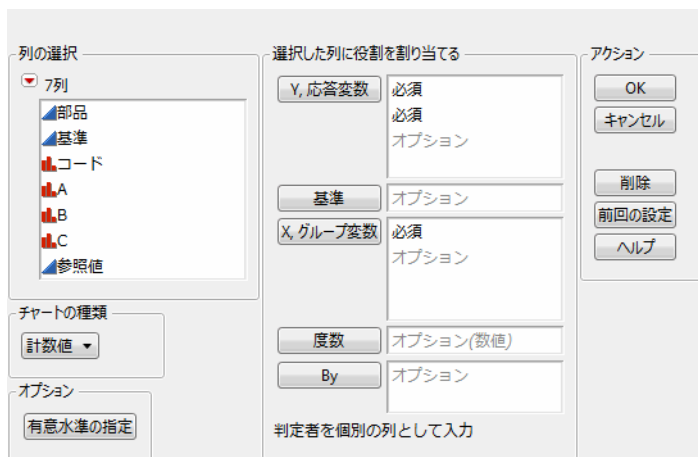 列の選択
7列
部品
基準
コード
A
B
C
参照値
チャートの種類
計数値
オプション
有意水準の指定
選択した列に役割を割り当てる
Y, 応答変数
必須
必須
オプション
基準
オプション
X, グループ変数
必須
オプション
度数
オプション(数値)
By
オプション
判定者を個別の列として入力
アクション
OK
キャンセル
削除
前回の設定
ヘルプ